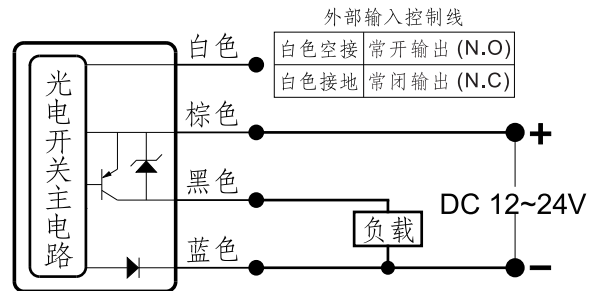 外部输入控制线
白色空接 常开输出 (N.O)
白色接地 常闭输出 (N.C)
白色
光电开关主电路
棕色
+
黑色
DC 12~24V
负载
蓝色
−